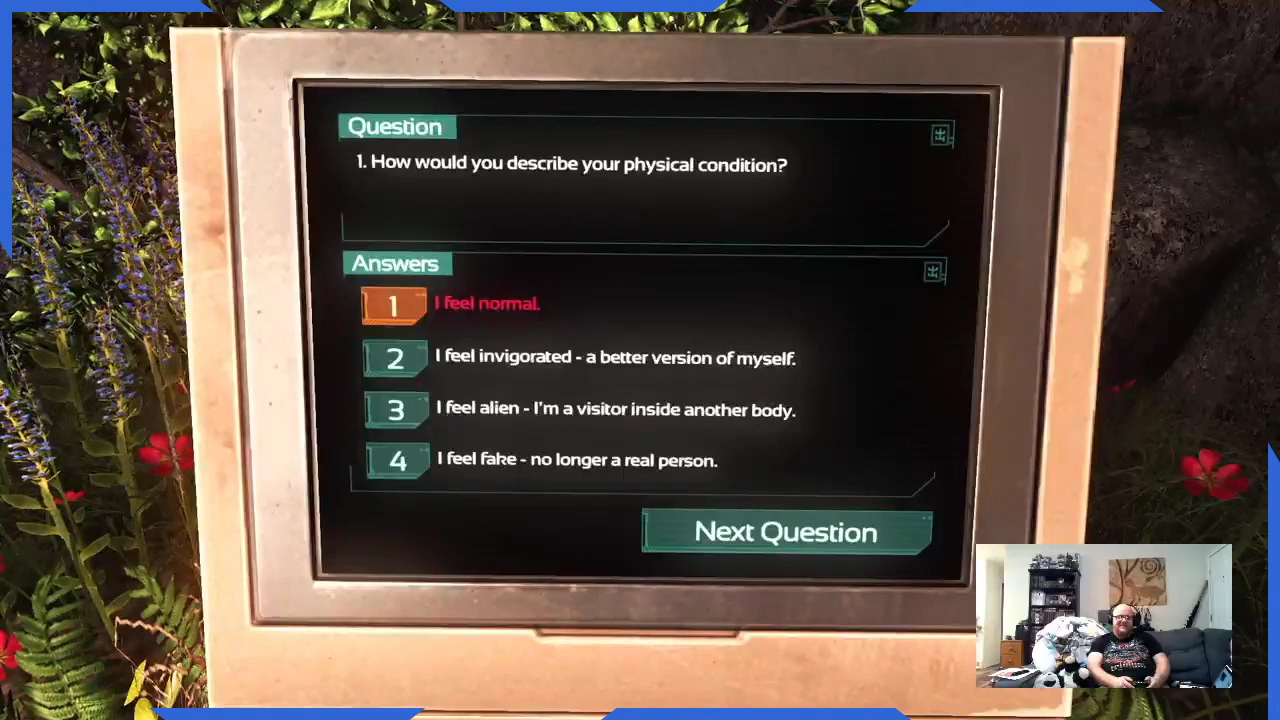 Question
1. How would you describe your physical condition?
Answers
1 I feel normal.
2 I feel invigorated - a better version of myself.
3 I feel alien - I'm a visitor inside another body.
4 I feel fake - no longer a real person.
Next Question